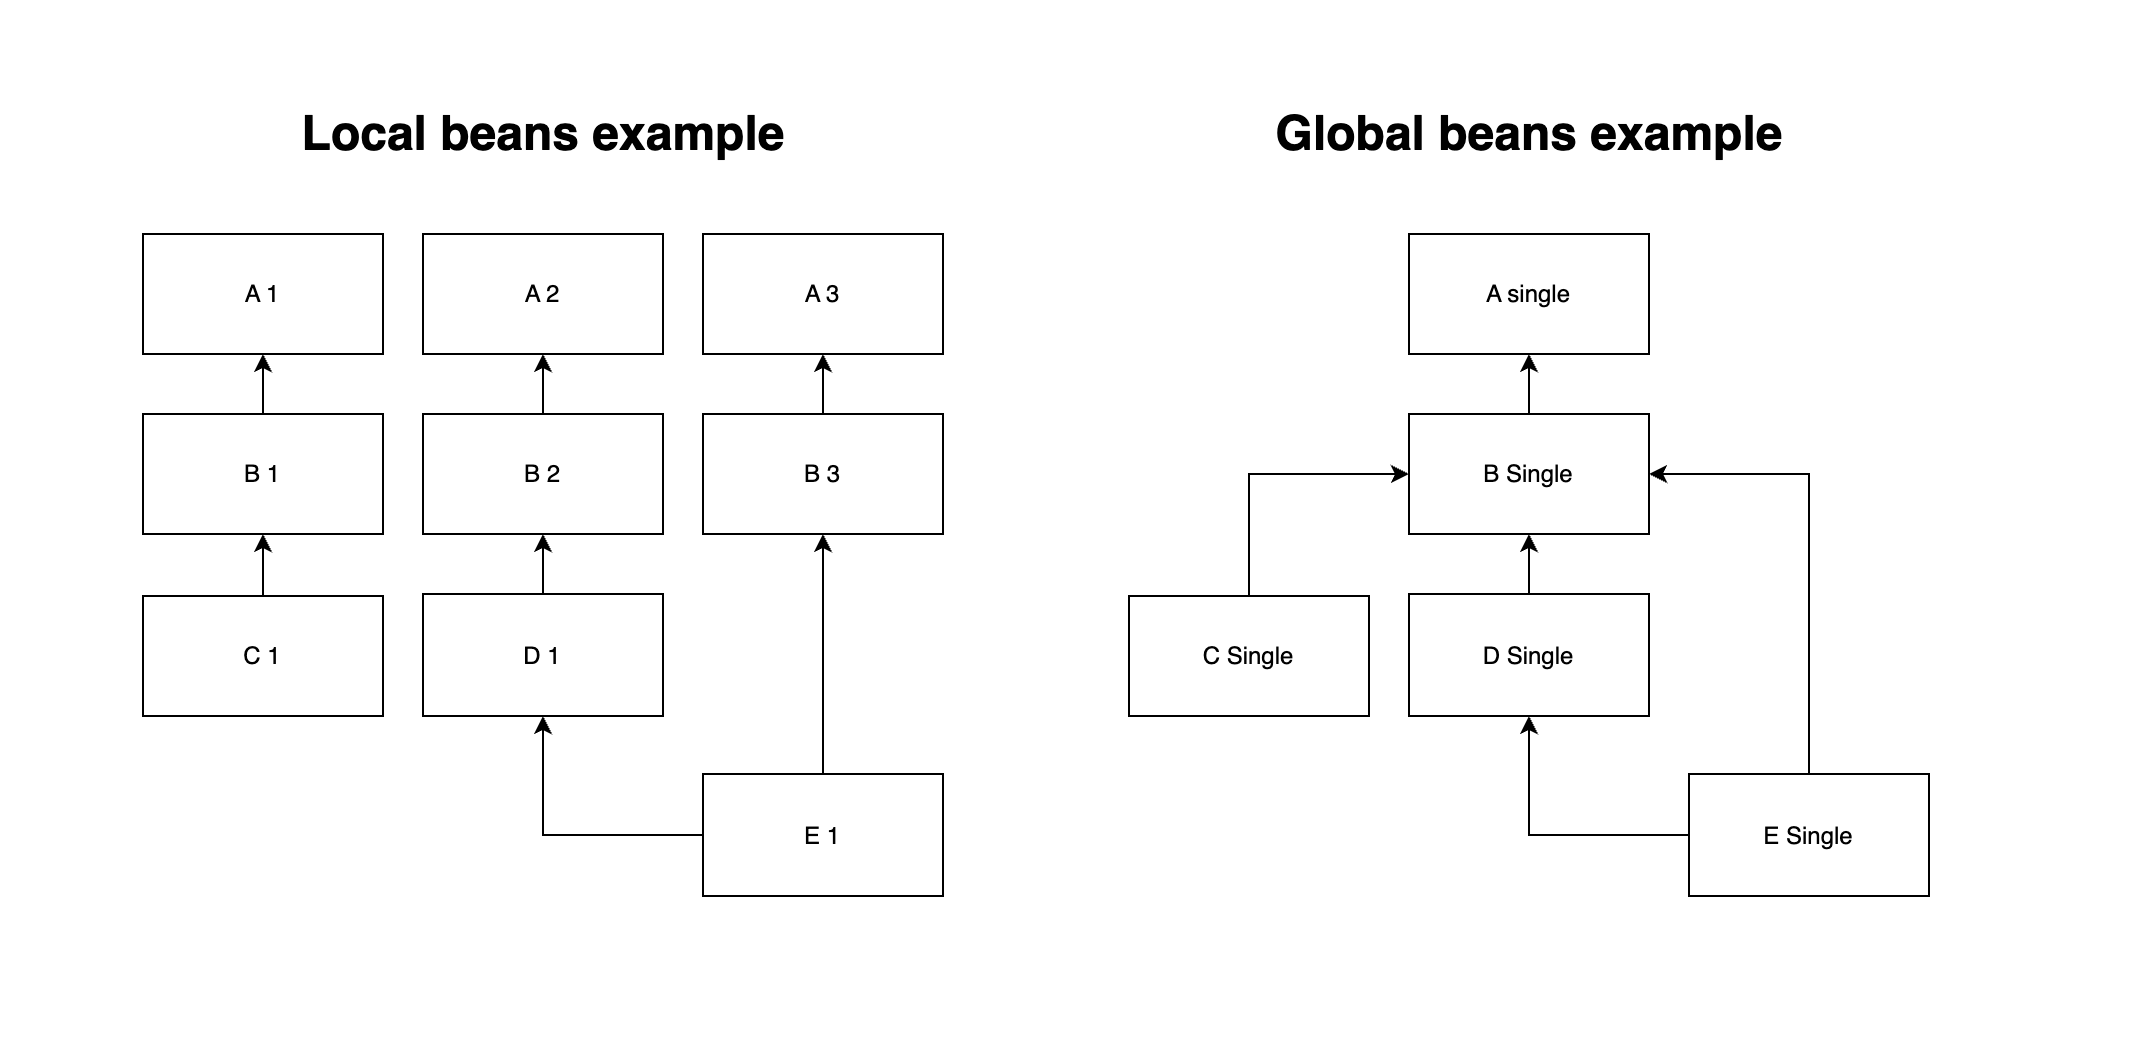 Local beans example
A 1
A 2
A 3
B 1
B 2
B 3
C 1
D 1
E 1
Global beans example
A single
B Single
C Single
D Single
E Single